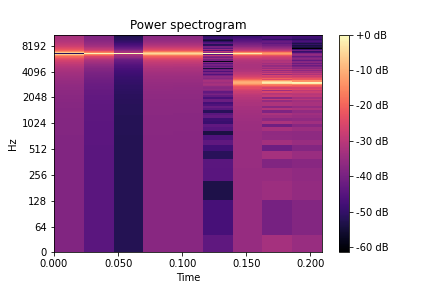 Power spectrogram
Hz
8192
4096
2048
1024
512
256
128
64
0
0.000 0.050 0.100 0.150 0.200
Time
+0 dB
-10 dB
-20 dB
-30 dB
-40 dB
-50 dB
-60 dB